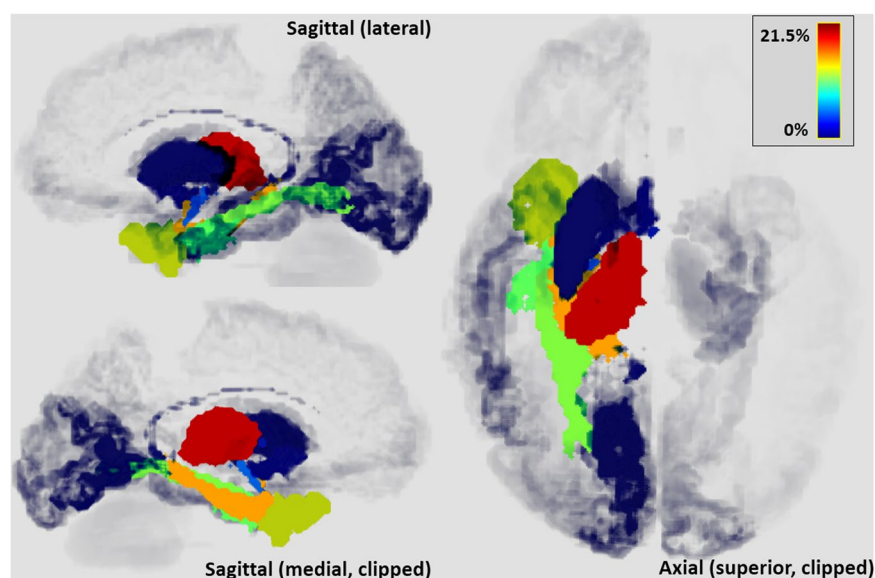 Sagittal (lateral)
21.5%
0%
Sagittal (medial, clipped)
Axial (superior, clipped)